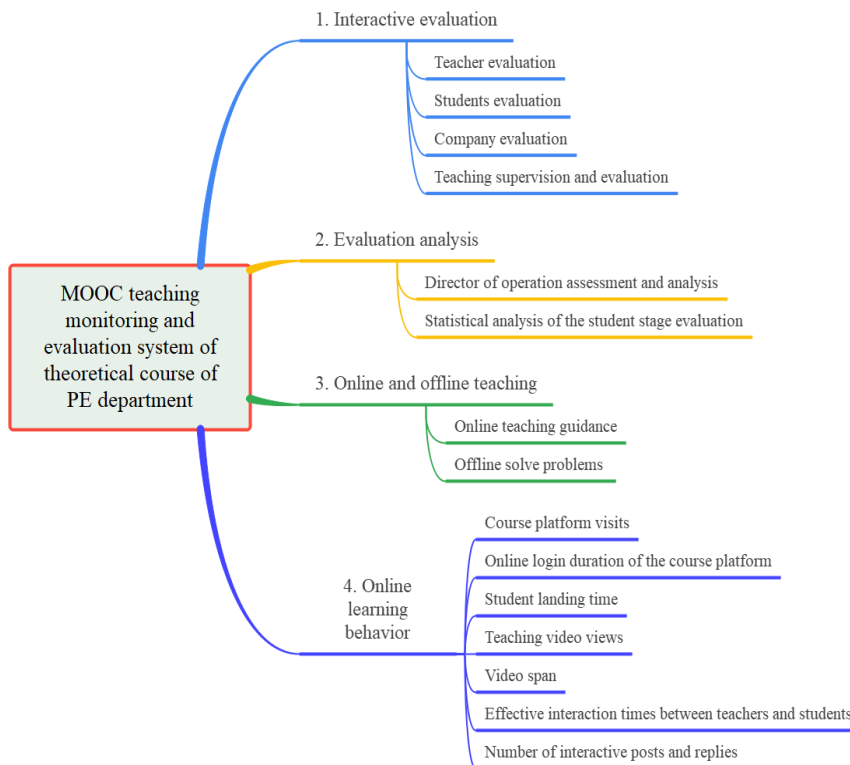 1. Interactive evaluation
Teacher evaluation
Students evaluation
Company evaluation
Teaching supervision and evaluation
2. Evaluation analysis
Director of operation assessment and analysis
Statistical analysis of the student stage evaluation
MOOC teaching
monitoring and
evaluation system of
theoretical course of
PE department
3. Online and offline teaching
Online teaching guidance
Offline solve problems
4. Online
learning
behavior
Course platform visits
Online login duration of the course platform
Student landing time
Teaching video views
Video span
Effective interaction times between teachers and students
Number of interactive posts and replies